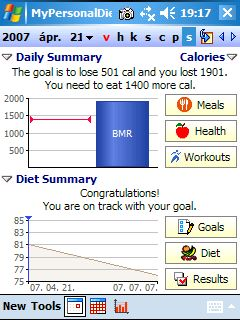 MyPersonalDie 19:17
2007 ápr. 21 v h k s c p s
Daily Summary Calories
The goal is to lose 501 cal and you lost 1901.
You need to eat 1400 more cal.
2000
1500
1000
500
0
BMR
Meals
Health
Workouts
Diet Summary
Congratulations!
You are on track with your goal.
85
83
81
79
77
75
07. 04. 21. 07. 07. 07.
Goals
Diet
Results
New Tools